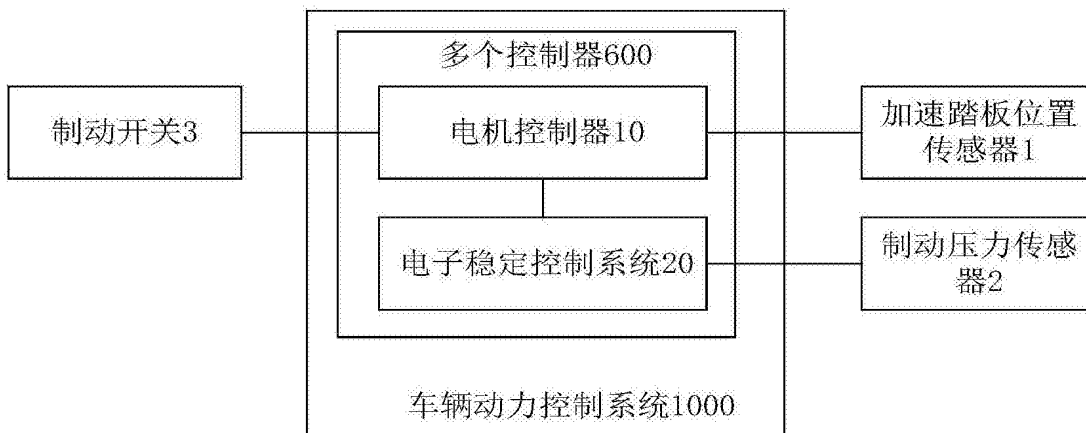 多个控制器600
制动开关3
电机控制器10
加速踏板位置
传感器1
电子稳定控制系统20
制动压力传感
器2
车辆动力控制系统1000